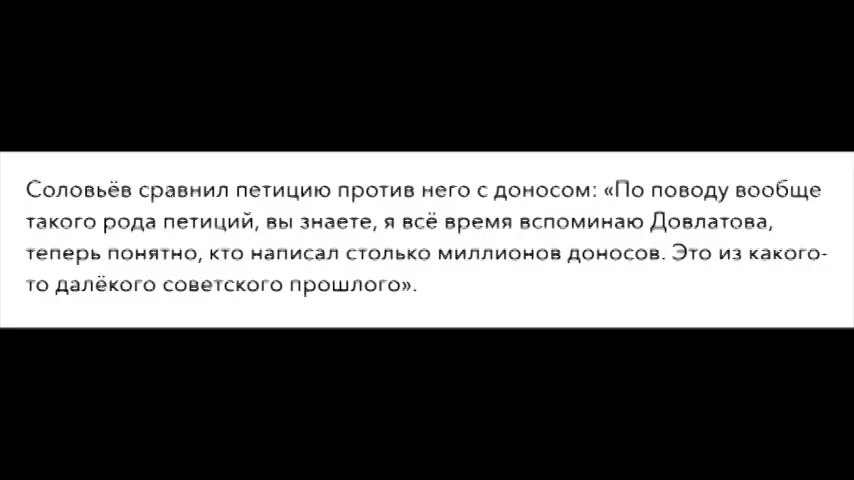 Соловьёв сравнил петицию против него с доносом: «По поводу вообще
такого рода петиций, вы знаете, я всё время вспоминаю Довлатова,
теперь понятно, кто написал столько миллионов доносов. Это из какого-
то далёкого советского прошлого».